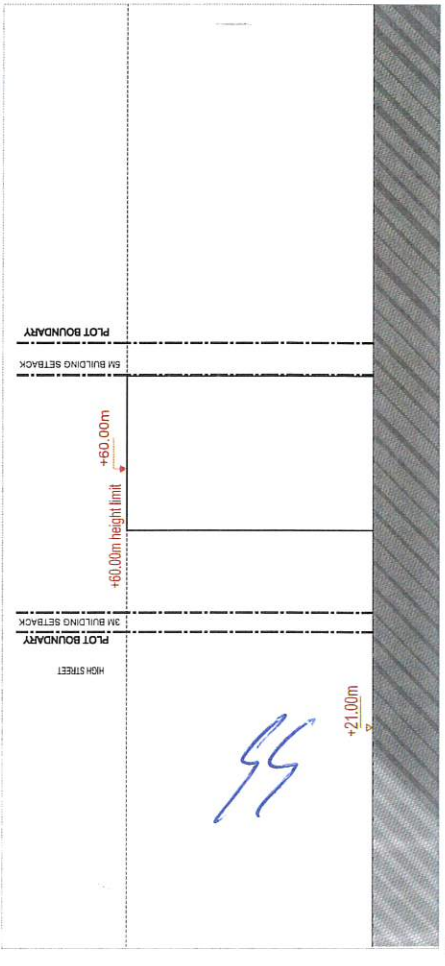 PLOT BOUNDARY
5M BUILDING SETBACK
+60.00m
+60.00m height limit
3M BUILDING SETBACK
PLOT BOUNDARY
HIGH STREET
+21.00m